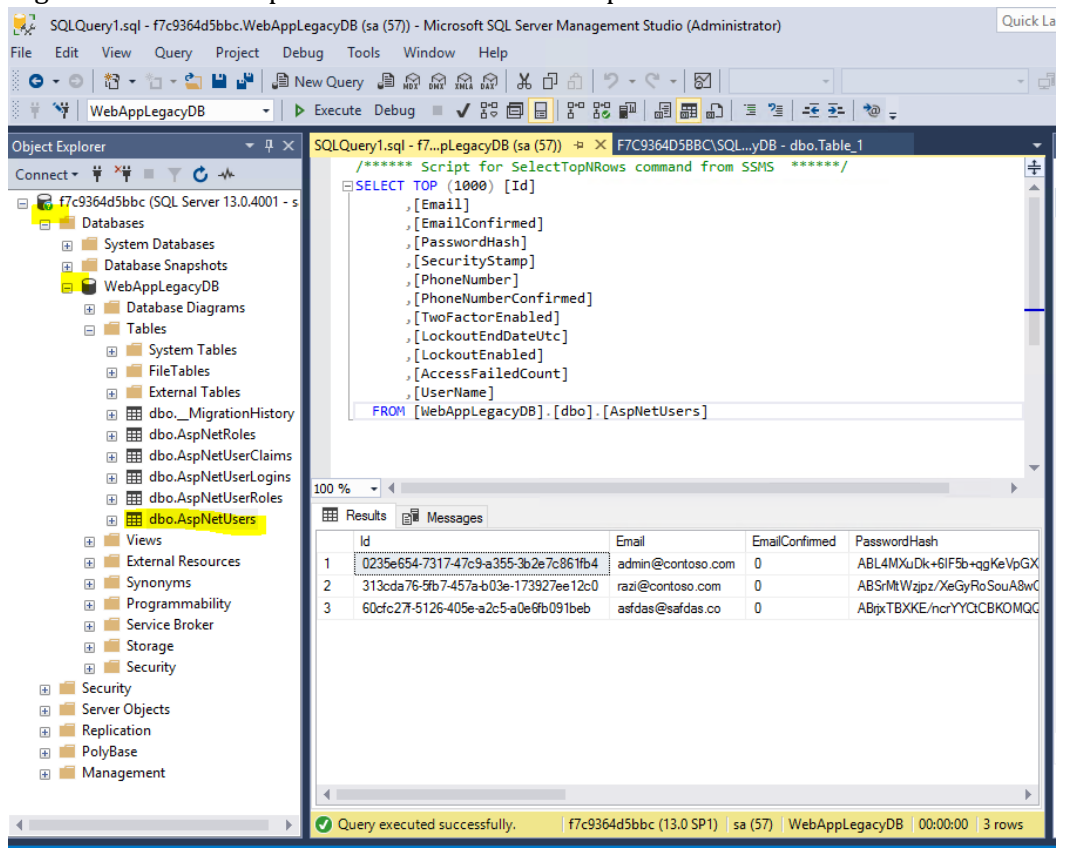 SQLQuery1.sql - f7c9364d5bbc.WebAppLegacyDB (sa (57)) - Microsoft SQL Server Management Studio (Administrator)
Quick La
File Edit View Query Project Debug Tools Window Help
New Query MDX DMX XMLA DAX
WebAppLegacyDB Execute Debug
Object Explorer
Connect
f7c9364d5bbc (SQL Server 13.0.4001 - s
Databases
System Databases
Database Snapshots
WebAppLegacyDB
Database Diagrams
Tables
System Tables
FileTables
External Tables
dbo.__MigrationHistory
dbo.AspNetRoles
dbo.AspNetUserClaims
dbo.AspNetUserLogins
dbo.AspNetUserRoles
dbo.AspNetUsers
Views
External Resources
Synonyms
Programmability
Service Broker
Storage
Security
Security
Server Objects
Replication
PolyBase
Management
SQLQuery1.sql - f7...pLegacyDB (sa (57)) F7C9364D5BBC\SQL...yDB - dbo.Table_1
/****** Script for SelectTopNRows command from SSMS ******/
SELECT TOP (1000) [Id]
,[Email]
,[EmailConfirmed]
,[PasswordHash]
,[SecurityStamp]
,[PhoneNumber]
,[PhoneNumberConfirmed]
,[TwoFactorEnabled]
,[LockoutEndDateUtc]
,[LockoutEnabled]
,[AccessFailedCount]
,[UserName]
FROM [WebAppLegacyDB].[dbo].[AspNetUsers]
100 %
Results Messages
Id Email EmailConfirmed PasswordHash
1 0235e654-7317-47c9-a355-3b2e7c861fb4 admin@contoso.com 0 ABL4MXuDk+6IF5b+qgKeVpGX
2 313cda76-5fb7-457a-b03e-173927ee12c0 razi@contoso.com 0 ABSrMtWzjpz/XeGyRoSouA8wC
3 60cfc27f-5126-405e-a2c5-a0e6fb091beb asfdas@safdas.co 0 ABrjxTBXKE/ncrYYCtCBKOMQG
Query executed successfully. f7c9364d5bbc (13.0 SP1) sa (57) WebAppLegacyDB 00:00:00 3 rows